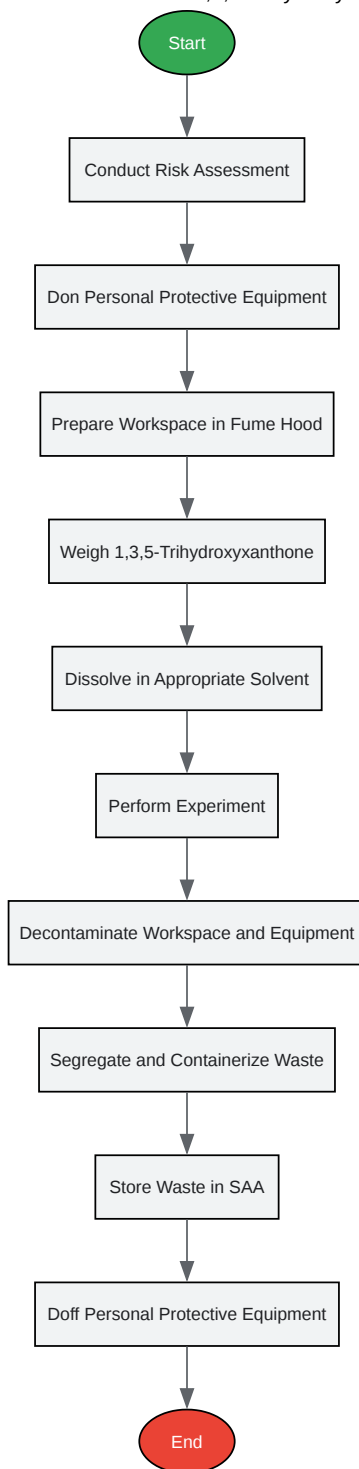 Start
Conduct Risk Assessment
Don Personal Protective Equipment
Prepare Workspace in Fume Hood
Weigh 1,3,5-Trihydroxyxanthone
Dissolve in Appropriate Solvent
Perform Experiment
Decontaminate Workspace and Equipment
Segregate and Containerize Waste
Store Waste in SAA
Doff Personal Protective Equipment
End